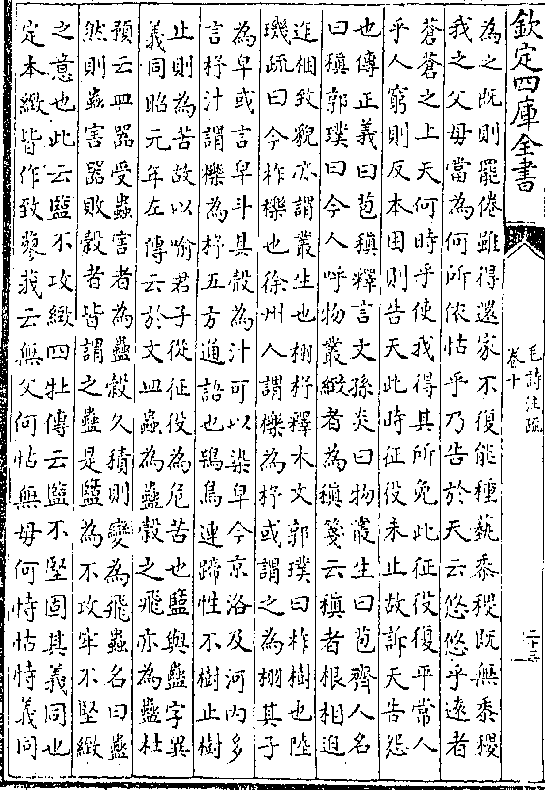 欽定四庫全書
毛詩注疏
卷十
為之既則罷倦雖得還家不復能種蓺黍稷既無黍稷
我之父母當為何所依怙乎乃告於天云悠悠乎遠者
蒼蒼之上天何時乎使我得其所免此征役復平常人
乎人窮則反本困則告天此時征役未止故訴天告怨
也傳正義曰苞稹釋言文孫炎曰物叢生曰苞齊人名
曰稹郭璞曰今人呼物叢緻者為稹箋云稹者根相迫
迮梱致貌亦謂叢生也栩杼釋木文郭璞曰柞樹也陸
璣疏曰今柞櫟也徐州人謂櫟為杼或謂之為栩其子
為皁或言皁斗其殻為汁可以染皁今京洛及河内多
言杼汁謂櫟為杼五方通語也鴇鳥連蹄性不樹止樹
止則為苦故以喻君子從征役為危苦也盬與蠱字異
義同昭元年左傳云於文皿蟲為蠱榖之飛亦為蠱杜
預云皿器受蟲害者為蠱榖久積則變為飛蟲名曰蠱
然則蟲害器敗榖者皆謂之蠱是盬為不攻牢不堅緻
之意也此云盬不攻緻四牡傳云盬不堅固其義同也
定本緻皆作致蓼莪云無父何怙無母何恃怙恃義同